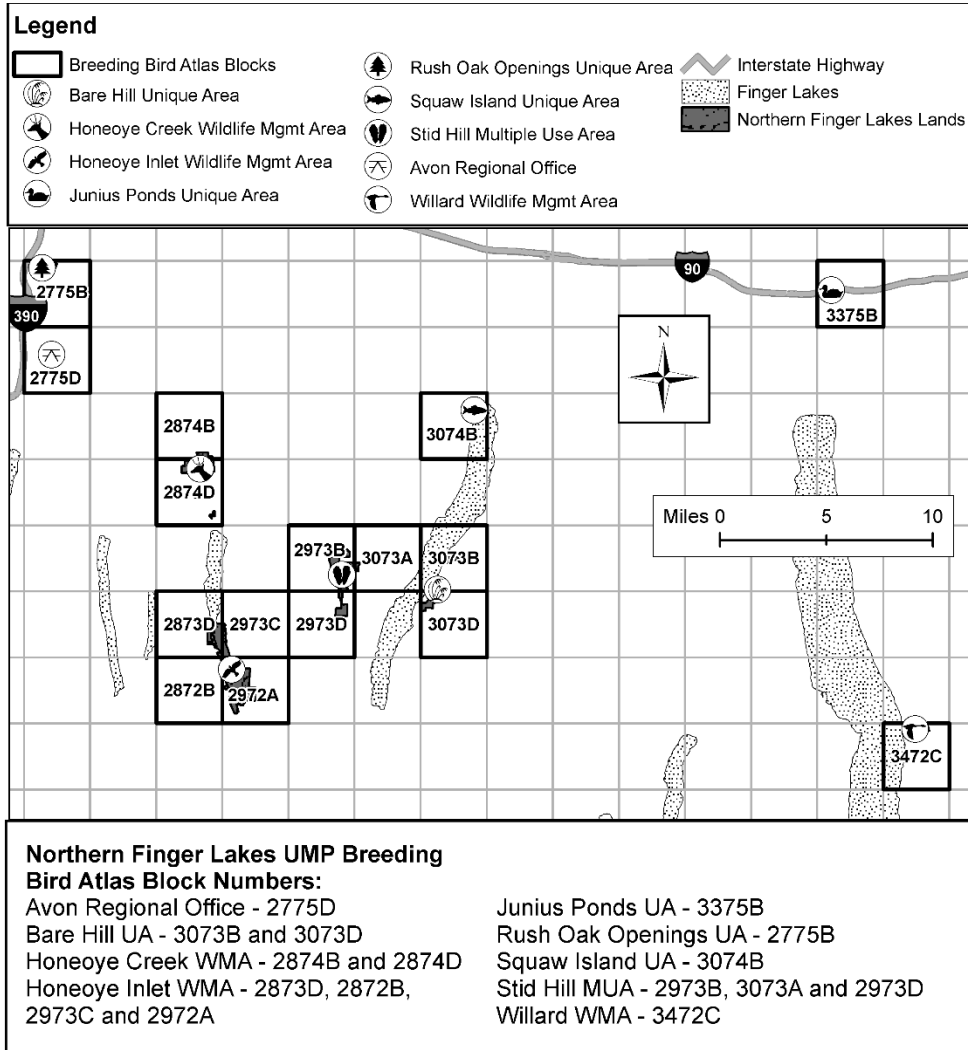 Legend
Breeding Bird Atlas Blocks
Bare Hill Unique Area
Honeoye Creek Wildlife Mgmt Area
Honeoye Inlet Wildlife Mgmt Area
Junius Ponds Unique Area
Rush Oak Openings Unique Area
Squaw Island Unique Area
Stid Hill Multiple Use Area
Avon Regional Office
Willard Wildlife Mgmt Area
Interstate Highway
Finger Lakes
Northern Finger Lakes Lands
2775B
390
2775D
90
3375B
N
2874B
3074B
2874D
Miles 0 5 10
2973B
3073A
3073B
2873D
2973C
2973D
3073D
2872B
2972A
3472C
Northern Finger Lakes UMP Breeding
Bird Atlas Block Numbers:
Avon Regional Office - 2775D
Bare Hill UA - 3073B and 3073D
Honeoye Creek WMA - 2874B and 2874D
Honeoye Inlet WMA - 2873D, 2872B,
2973C and 2972A
Junius Ponds UA - 3375B
Rush Oak Openings UA - 2775B
Squaw Island UA - 3074B
Stid Hill MUA - 2973B, 3073A and 2973D
Willard WMA - 3472C